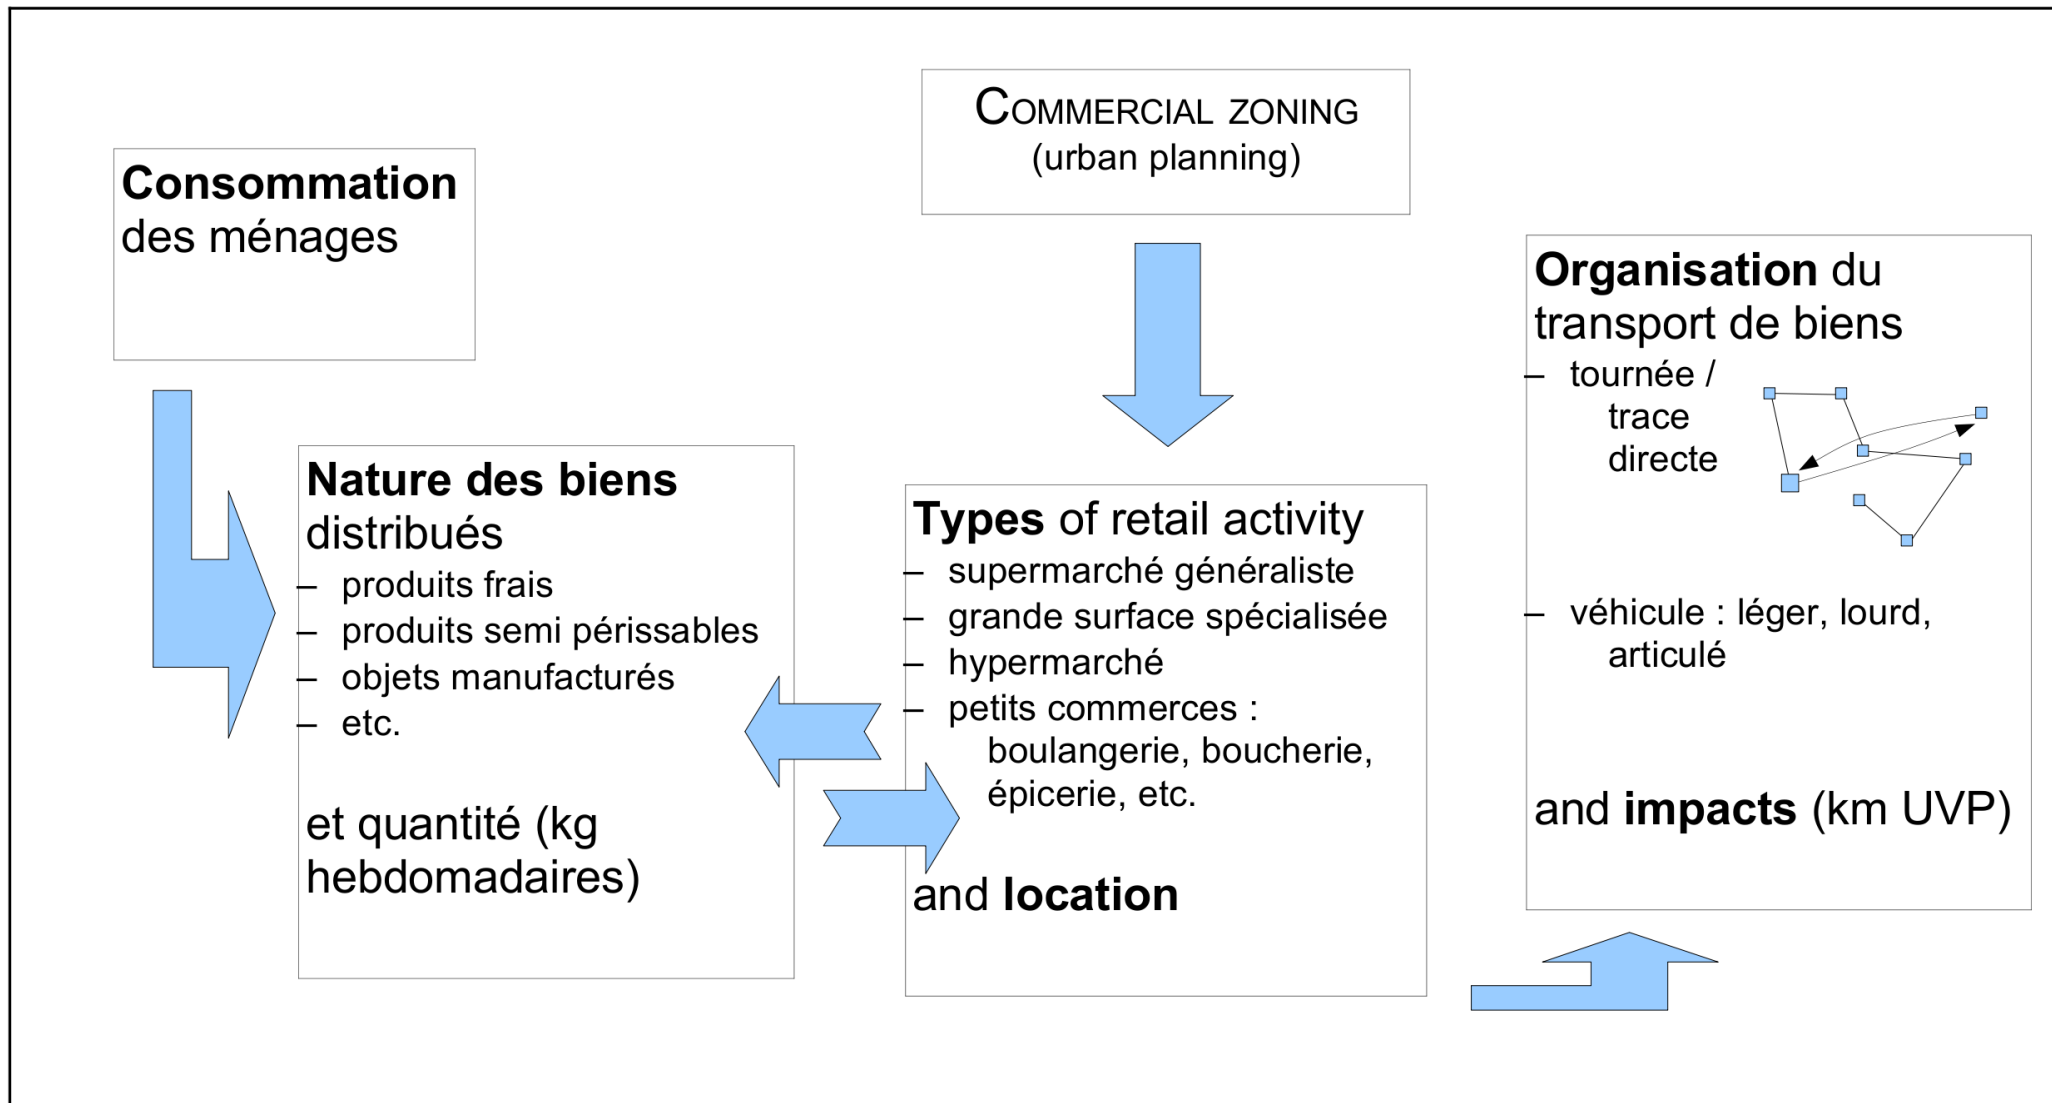 COMMERCIAL ZONING
(urban planning)
Consommation
des ménages
Nature des biens
distribués
– produits frais
– produits semi périssables
– objets manufacturés
– etc.
et quantité (kg
hebdomadaires)
Types of retail activity
– supermarché généraliste
– grande surface spécialisée
– hypermarché
– petits commerces :
boulangerie, boucherie,
épicerie, etc.
and location
Organisation du
transport de biens
– tournée /
trace
directe
– véhicule : léger, lourd,
articulé
and impacts (km UVP)